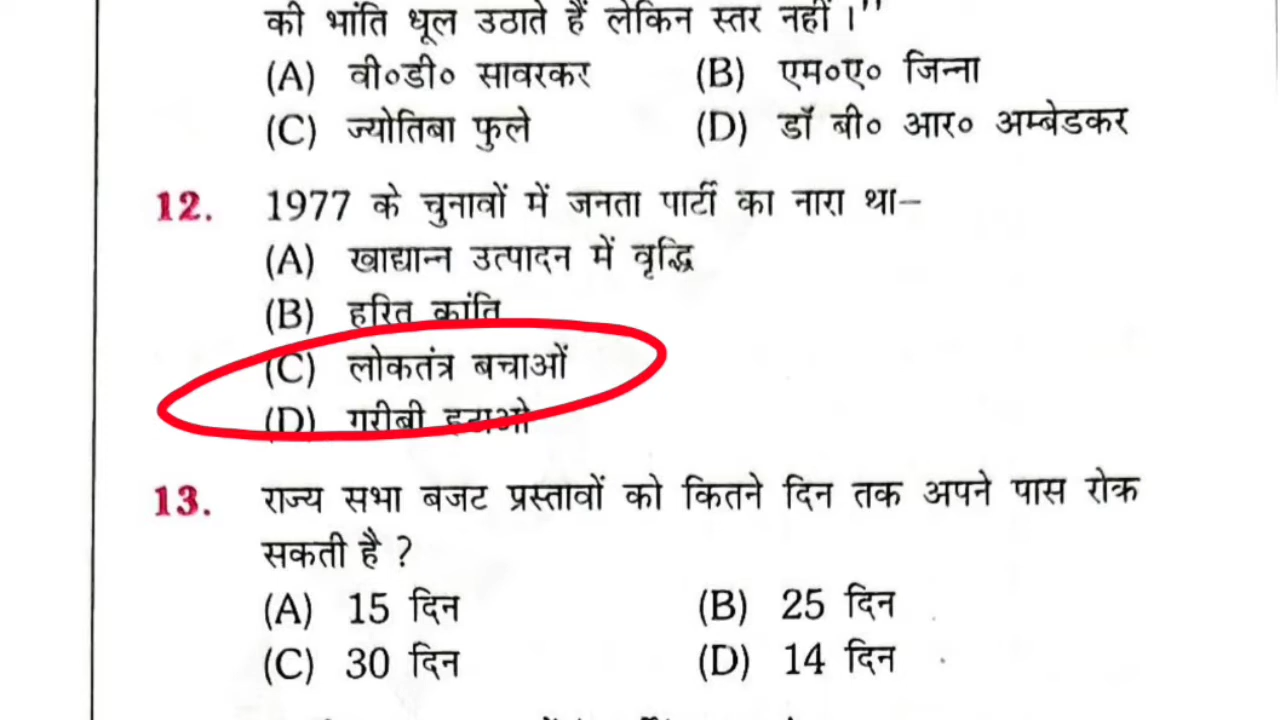 की भांति धूल उठाते हैं लेकिन स्तर नहीं।"
(A) वी०डी० सावरकर (B) एम०ए० जिन्ना
(C) ज्योतिबा फुले (D) डॉ बी० आर० अम्बेडकर
12. 1977 के चुनावों में जनता पार्टी का नारा था–
(A) खाद्यान्न उत्पादन में वृद्धि
(B) हरित क्रांति
(C) लोकतंत्र बचाओं
(D) गरीबी हटाओ
13. राज्य सभा बजट प्रस्तावों को कितने दिन तक अपने पास रोक
सकती है ?
(A) 15 दिन (B) 25 दिन
(C) 30 दिन (D) 14 दिन